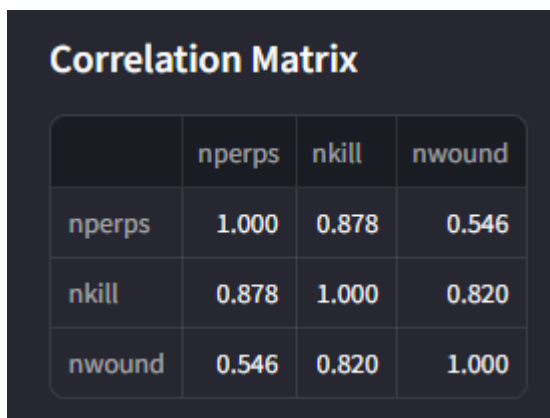 Correlation Matrix
nperps nkill nwound
nperps 1.000 0.878 0.546
nkill 0.878 1.000 0.820
nwound 0.546 0.820 1.000